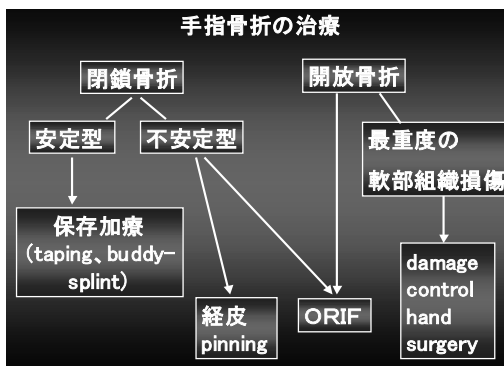 手指骨折の治療
閉鎖骨折
開放骨折
安定型
不安定型
最重度の
軟部組織損傷
保存加療
(taping、buddy-
splint)
経皮
pinning
ORIF
damage
control
hand
surgery